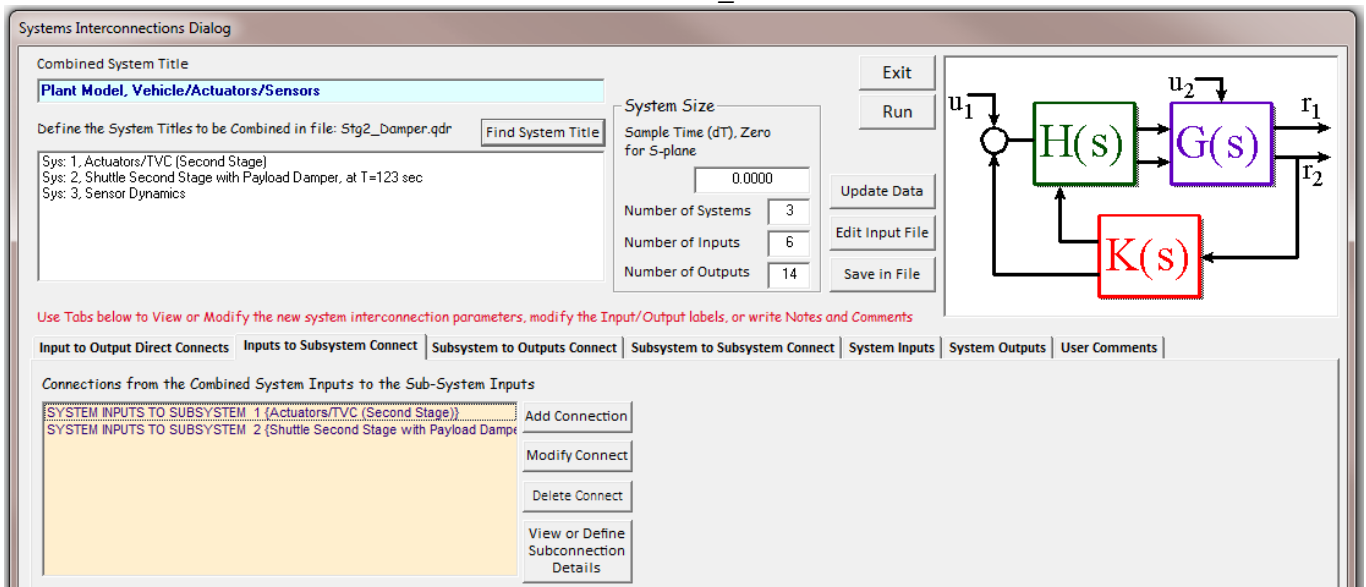 Systems Interconnections Dialog
Combined System Title
Plant Model, Vehicle/Actuators/Sensors
Define the System Titles to be Combined in file: Stg2_Damper.qdr
Find System Title
Sys: 1, Actuators/TVC (Second Stage)
Sys: 2, Shuttle Second Stage with Payload Damper, at T=123 sec
Sys: 3, Sensor Dynamics
System Size
Sample Time (dT), Zero
for S-plane
0.0000
Number of Systems 3
Number of Inputs 6
Number of Outputs 14
Exit
Run
Update Data
Edit Input File
Save in File
u1
u2
r1
H(s)
G(s)
r2
K(s)
Use Tabs below to View or Modify the new system interconnection parameters, modify the Input/Output labels, or write Notes and Comments
Input to Output Direct Connects
Inputs to Subsystem Connect
Subsystem to Outputs Connect
Subsystem to Subsystem Connect
System Inputs
System Outputs
User Comments
Connections from the Combined System Inputs to the Sub-System Inputs
SYSTEM INPUTS TO SUBSYSTEM 1 {Actuators/TVC (Second Stage)}
SYSTEM INPUTS TO SUBSYSTEM 2 {Shuttle Second Stage with Payload Dampe
Add Connection
Modify Connect
Delete Connect
View or Define
Subconnection
Details